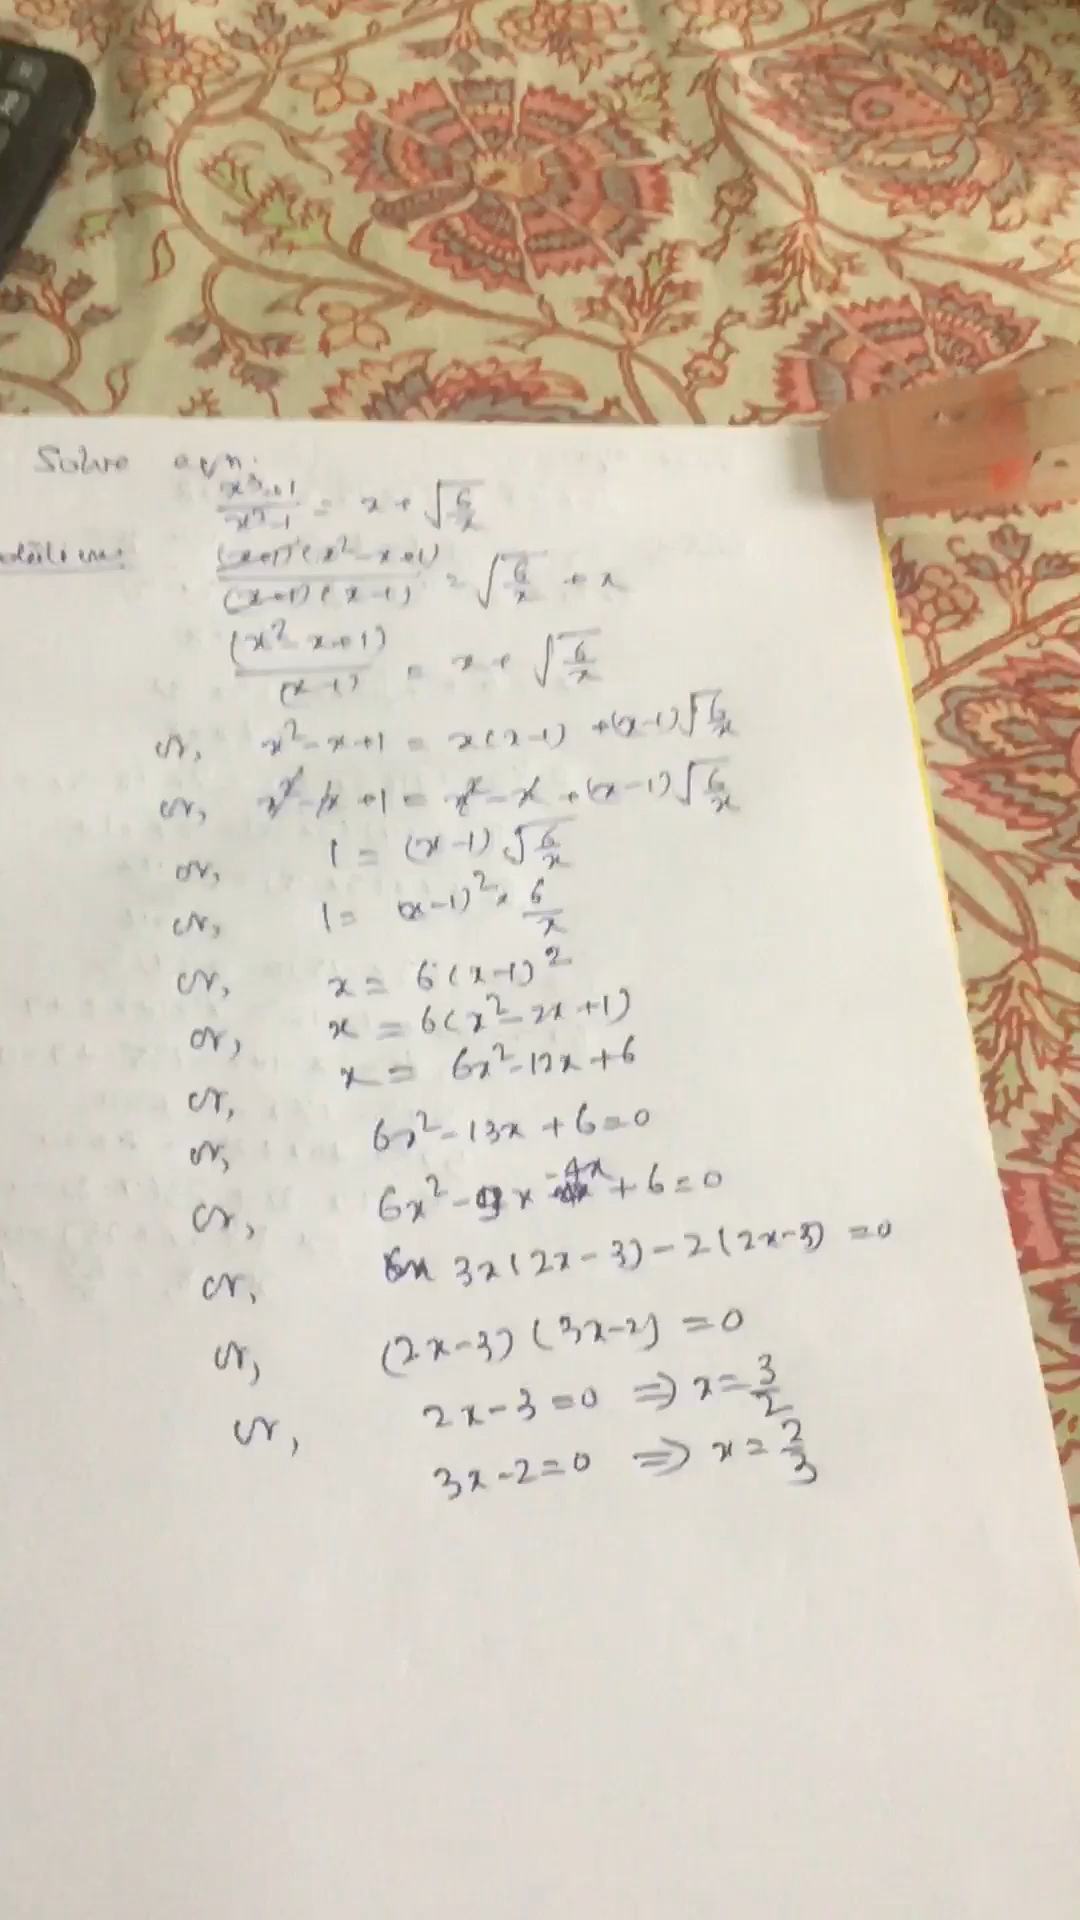 Solve eqn.
(x³+1)/(x²-1) = x + √(6/x)
((x+1)(x²-x+1))/((x+1)(x-1)) = √(6/x) + x
(x²-x+1)/(x-1) = x + √(6/x)
or, x²-x+1 = x(x-1) + (x-1)√(6/x)
or, x²-x+1 = x²-x + (x-1)√(6/x)
or, 1 = (x-1)√(6/x)
or, 1 = (x-1)² × 6/x
or, x = 6(x-1)²
or, x = 6(x²-2x+1)
or, x = 6x²-12x+6
or, 6x²-13x+6=0
or, 6x²-9x-4x+6=0
or, 3x(2x-3)-2(2x-3)=0
or, (2x-3)(3x-2)=0
or, 2x-3=0 ⇒ x=3/2
3x-2=0 ⇒ x=2/3